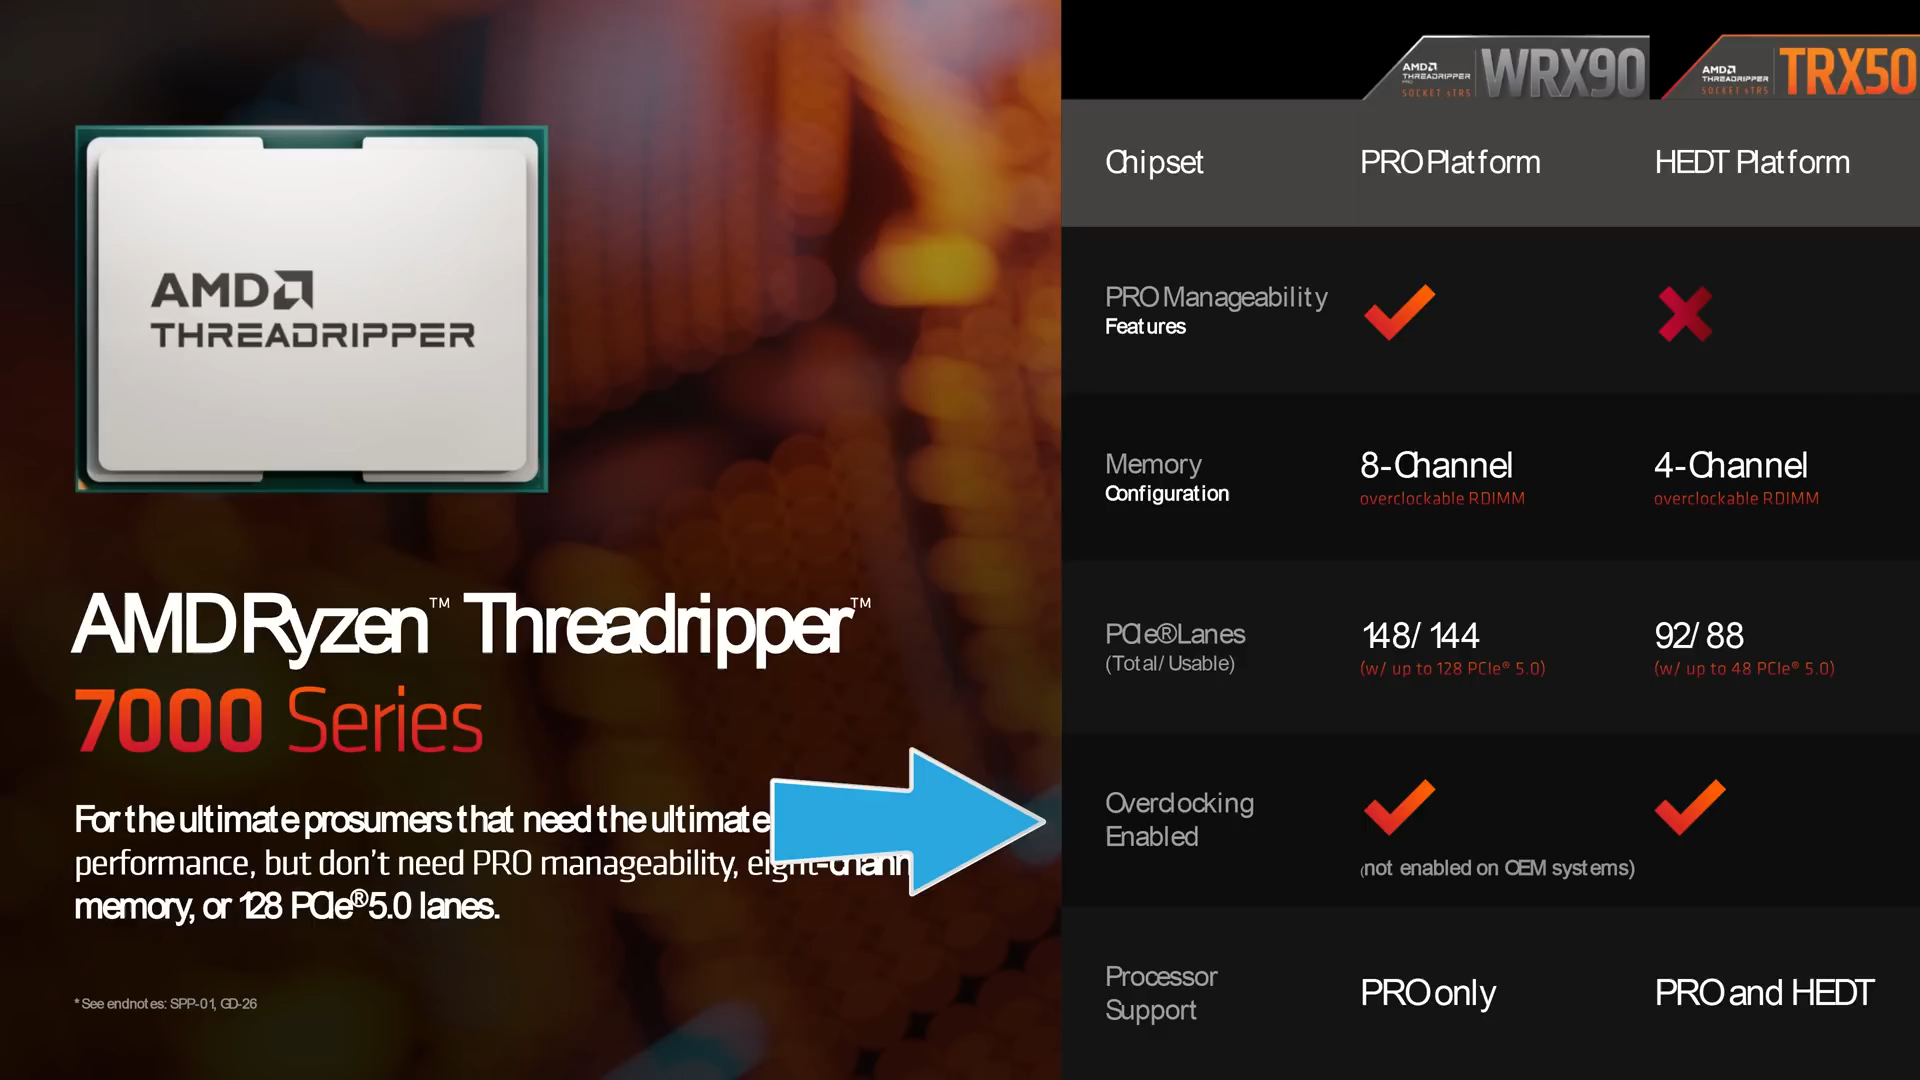 AMD
THREADRIPPER
AMD Ryzen™ Threadripper™
7000 Series
For the ultimate prosumers that need the ultimate
performance, but don't need PRO manageability, eight-chann
memory, or 128 PCIe® 5.0 lanes.
* See endnotes: SPP-01, GD-26
AMD THREADRIPPER PRO SOCKET sTR5 WRX90
AMD THREADRIPPER SOCKET sTR5 TRX50
Chipset PRO Platform HEDT Platform
PRO Manageability
Features
Memory
Configuration
8-Channel
overclockable RDIMM
4-Channel
overclockable RDIMM
PCIe® Lanes
(Total/Usable)
148/144
(w/ up to 128 PCIe® 5.0)
92/88
(w/ up to 48 PCIe® 5.0)
Overclocking
Enabled
(not enabled on OEM systems)
Processor
Support
PRO only
PRO and HEDT